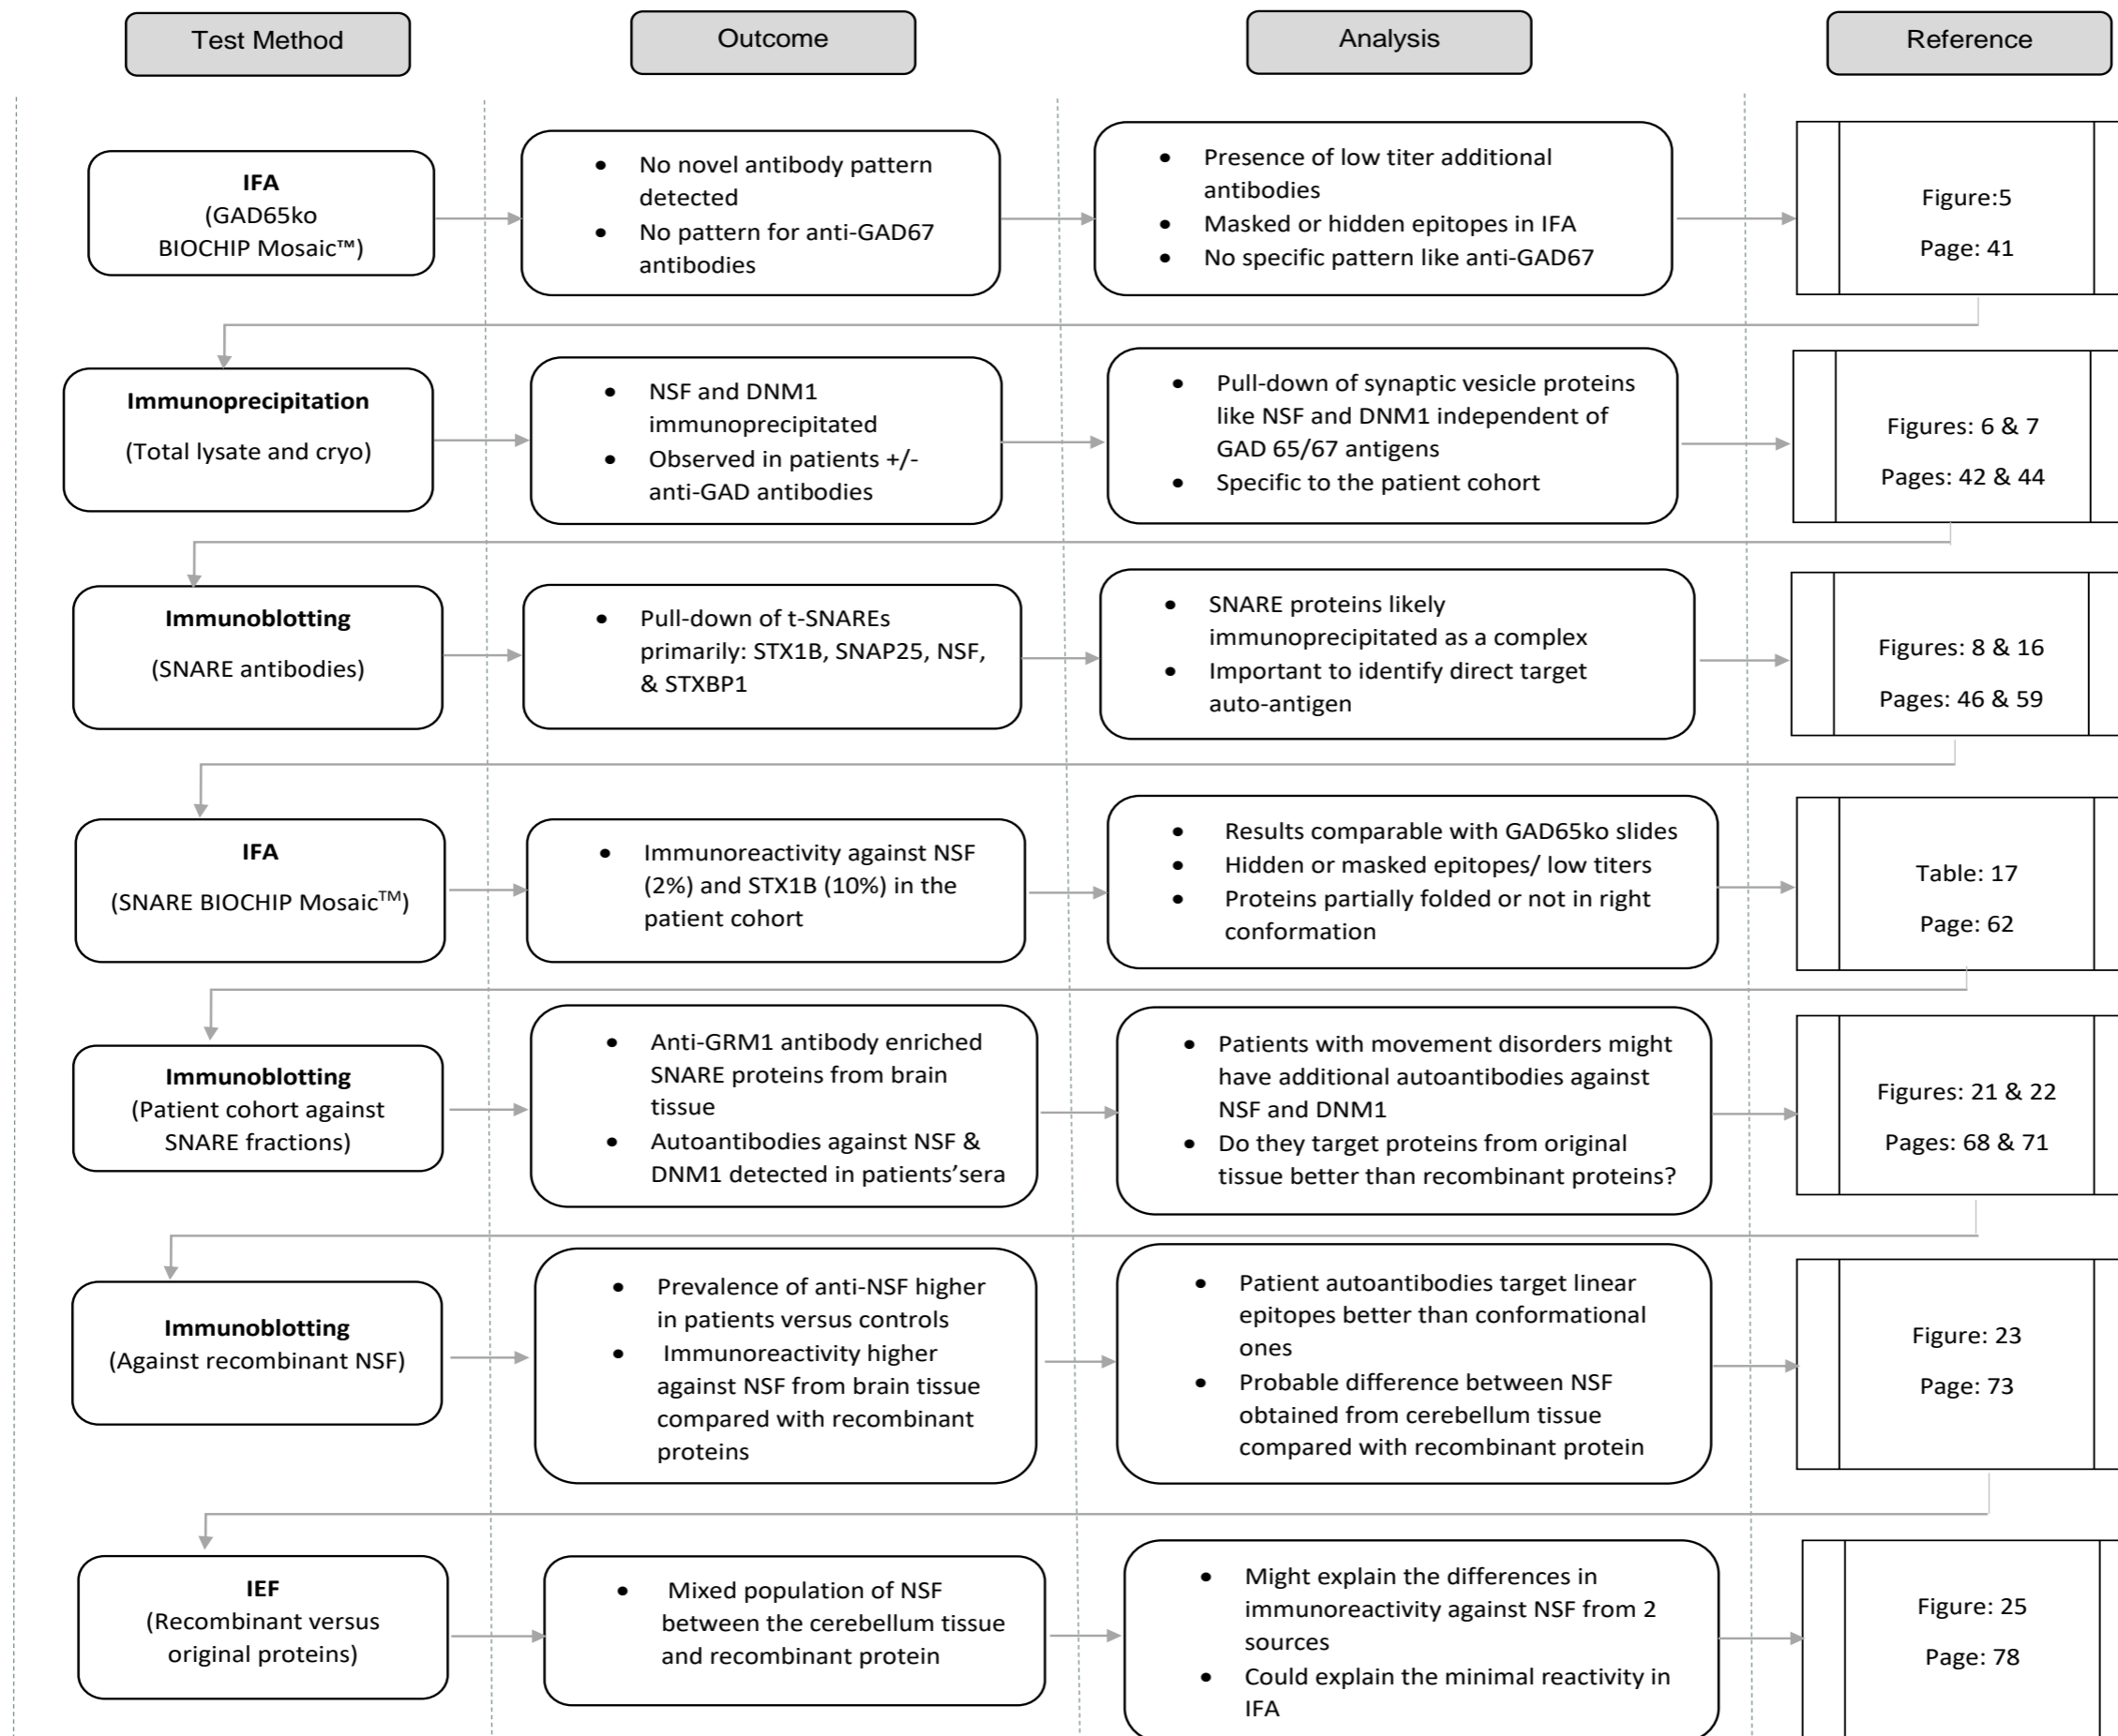 Test Method
Outcome
Analysis
Reference
IFA
(GAD65ko
BIOCHIP Mosaic™)
• No novel antibody pattern
detected
• No pattern for anti-GAD67
antibodies
• Presence of low titer additional
antibodies
• Masked or hidden epitopes in IFA
• No specific pattern like anti-GAD67
Figure:5
Page: 41
Immunoprecipitation
(Total lysate and cryo)
• NSF and DNM1
immunoprecipitated
• Observed in patients +/-
anti-GAD antibodies
• Pull-down of synaptic vesicle proteins
like NSF and DNM1 independent of
GAD 65/67 antigens
• Specific to the patient cohort
Figures: 6 & 7
Pages: 42 & 44
Immunoblotting
(SNARE antibodies)
• Pull-down of t-SNAREs
primarily: STX1B, SNAP25, NSF,
& STXBP1
• SNARE proteins likely
immunoprecipitated as a complex
• Important to identify direct target
auto-antigen
Figures: 8 & 16
Pages: 46 & 59
IFA
(SNARE BIOCHIP Mosaic™)
• Immunoreactivity against NSF
(2%) and STX1B (10%) in the
patient cohort
• Results comparable with GAD65ko slides
• Hidden or masked epitopes/ low titers
• Proteins partially folded or not in right
conformation
Table: 17
Page: 62
Immunoblotting
(Patient cohort against
SNARE fractions)
• Anti-GRM1 antibody enriched
SNARE proteins from brain
tissue
• Autoantibodies against NSF &
DNM1 detected in patients’sera
• Patients with movement disorders might
have additional autoantibodies against
NSF and DNM1
• Do they target proteins from original
tissue better than recombinant proteins?
Figures: 21 & 22
Pages: 68 & 71
Immunoblotting
(Against recombinant NSF)
• Prevalence of anti-NSF higher
in patients versus controls
• Immunoreactivity higher
against NSF from brain tissue
compared with recombinant
proteins
• Patient autoantibodies target linear
epitopes better than conformational
ones
• Probable difference between NSF
obtained from cerebellum tissue
compared with recombinant protein
Figure: 23
Page: 73
IEF
(Recombinant versus
original proteins)
• Mixed population of NSF
between the cerebellum tissue
and recombinant protein
• Might explain the differences in
immunoreactivity against NSF from 2
sources
• Could explain the minimal reactivity in
IFA
Figure: 25
Page: 78